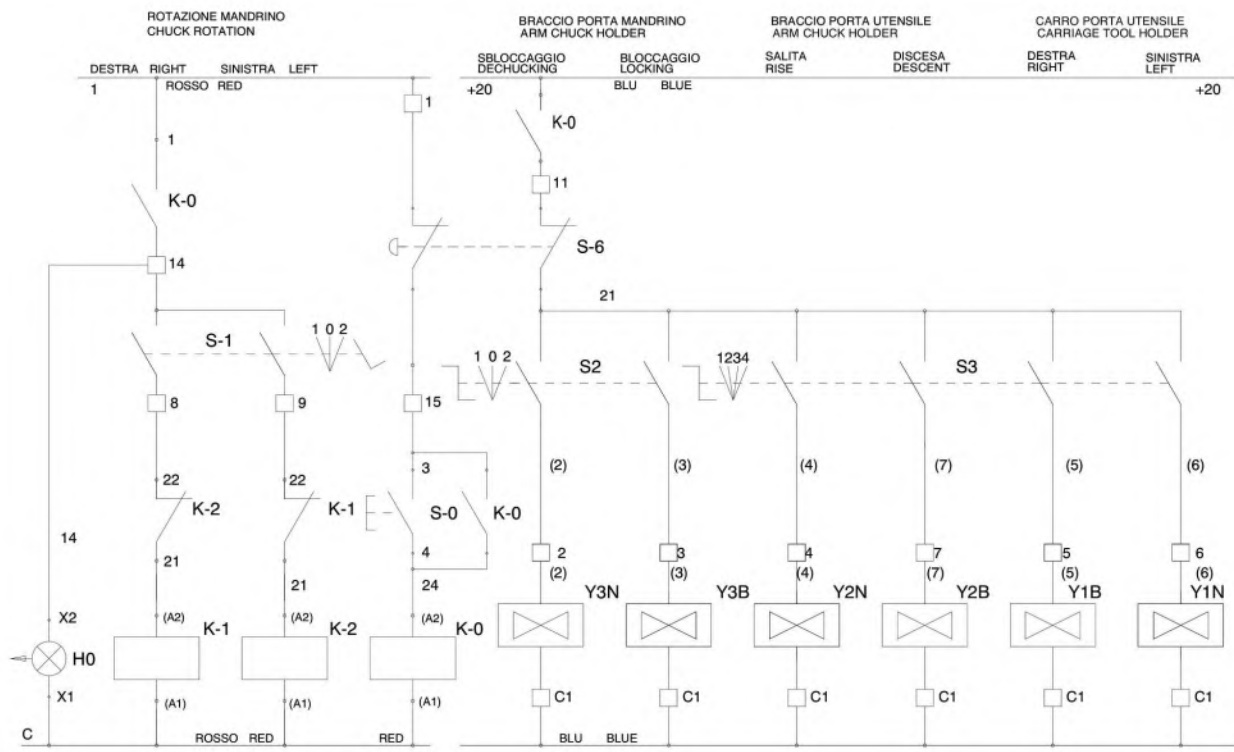 ROTAZIONE MANDRINO
CHUCK ROTATION
BRACCIO PORTA MANDRINO
ARM CHUCK HOLDER
BRACCIO PORTA UTENSILE
ARM CHUCK HOLDER
CARRO PORTA UTENSILE
CARRIAGE TOOL HOLDER
DESTRA RIGHT SINISTRA LEFT
SBLOCCAGGIO
DECHUCKING
BLOCCAGGIO
LOCKING
SALITA
RISE
DISCESA
DESCENT
DESTRA
RIGHT
SINISTRA
LEFT
1 ROSSO RED
+20 BLU BLUE +20
1
K-0
1
11
K-0
14
S-6
21
S-1
1 0 2
1 0 2
S2
1234
S3
8 9 15
(2) (3) (4) (7) (5) (6)
22 22 3
K-2 K-1 S-0 K-0
14
21 21 4
24
2 3 4 7 5 6
(2) (3) (4) (7) (5) (6)
Y3N Y3B Y2N Y2B Y1B Y1N
X2 (A2) (A2) (A2)
H0 K-1 K-2 K-0
X1 (A1) (A1) (A1)
C1 C1 C1 C1 C1 C1
C ROSSO RED RED BLU BLUE